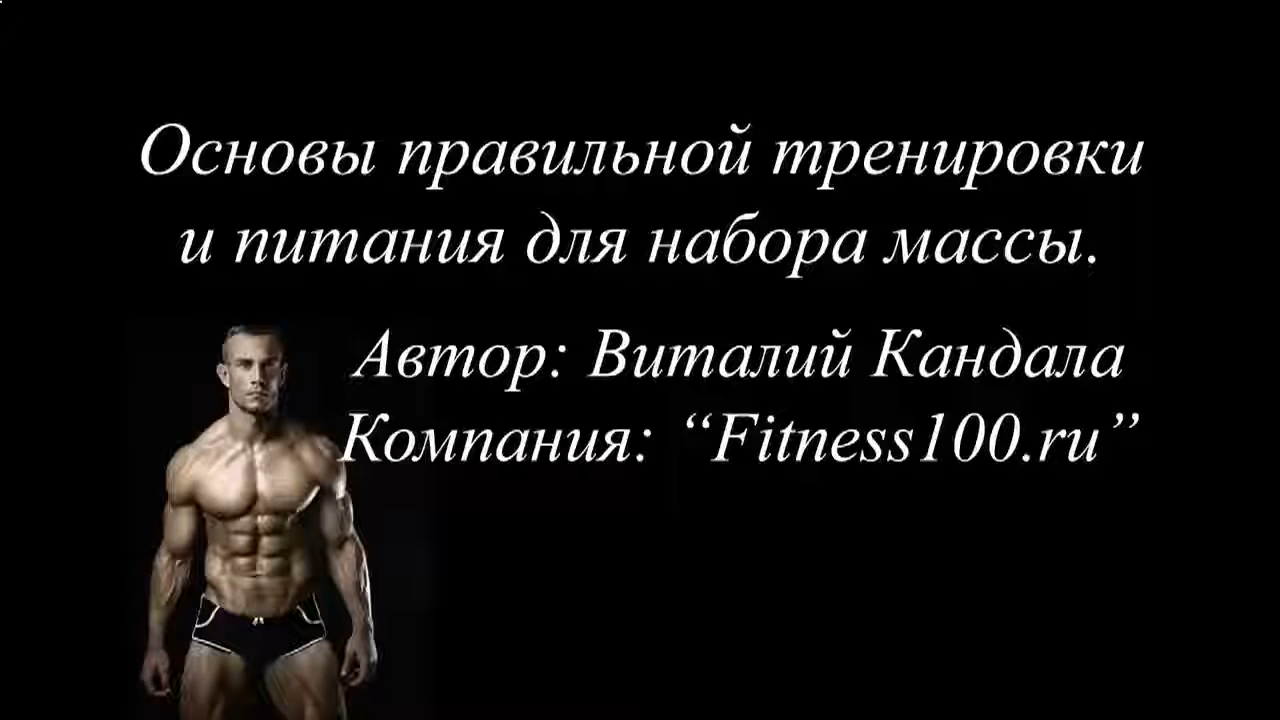 Основы правильной тренировки
и питания для набора массы.
Автор: Виталий Кандала
Компания: “Fitness100.ru”